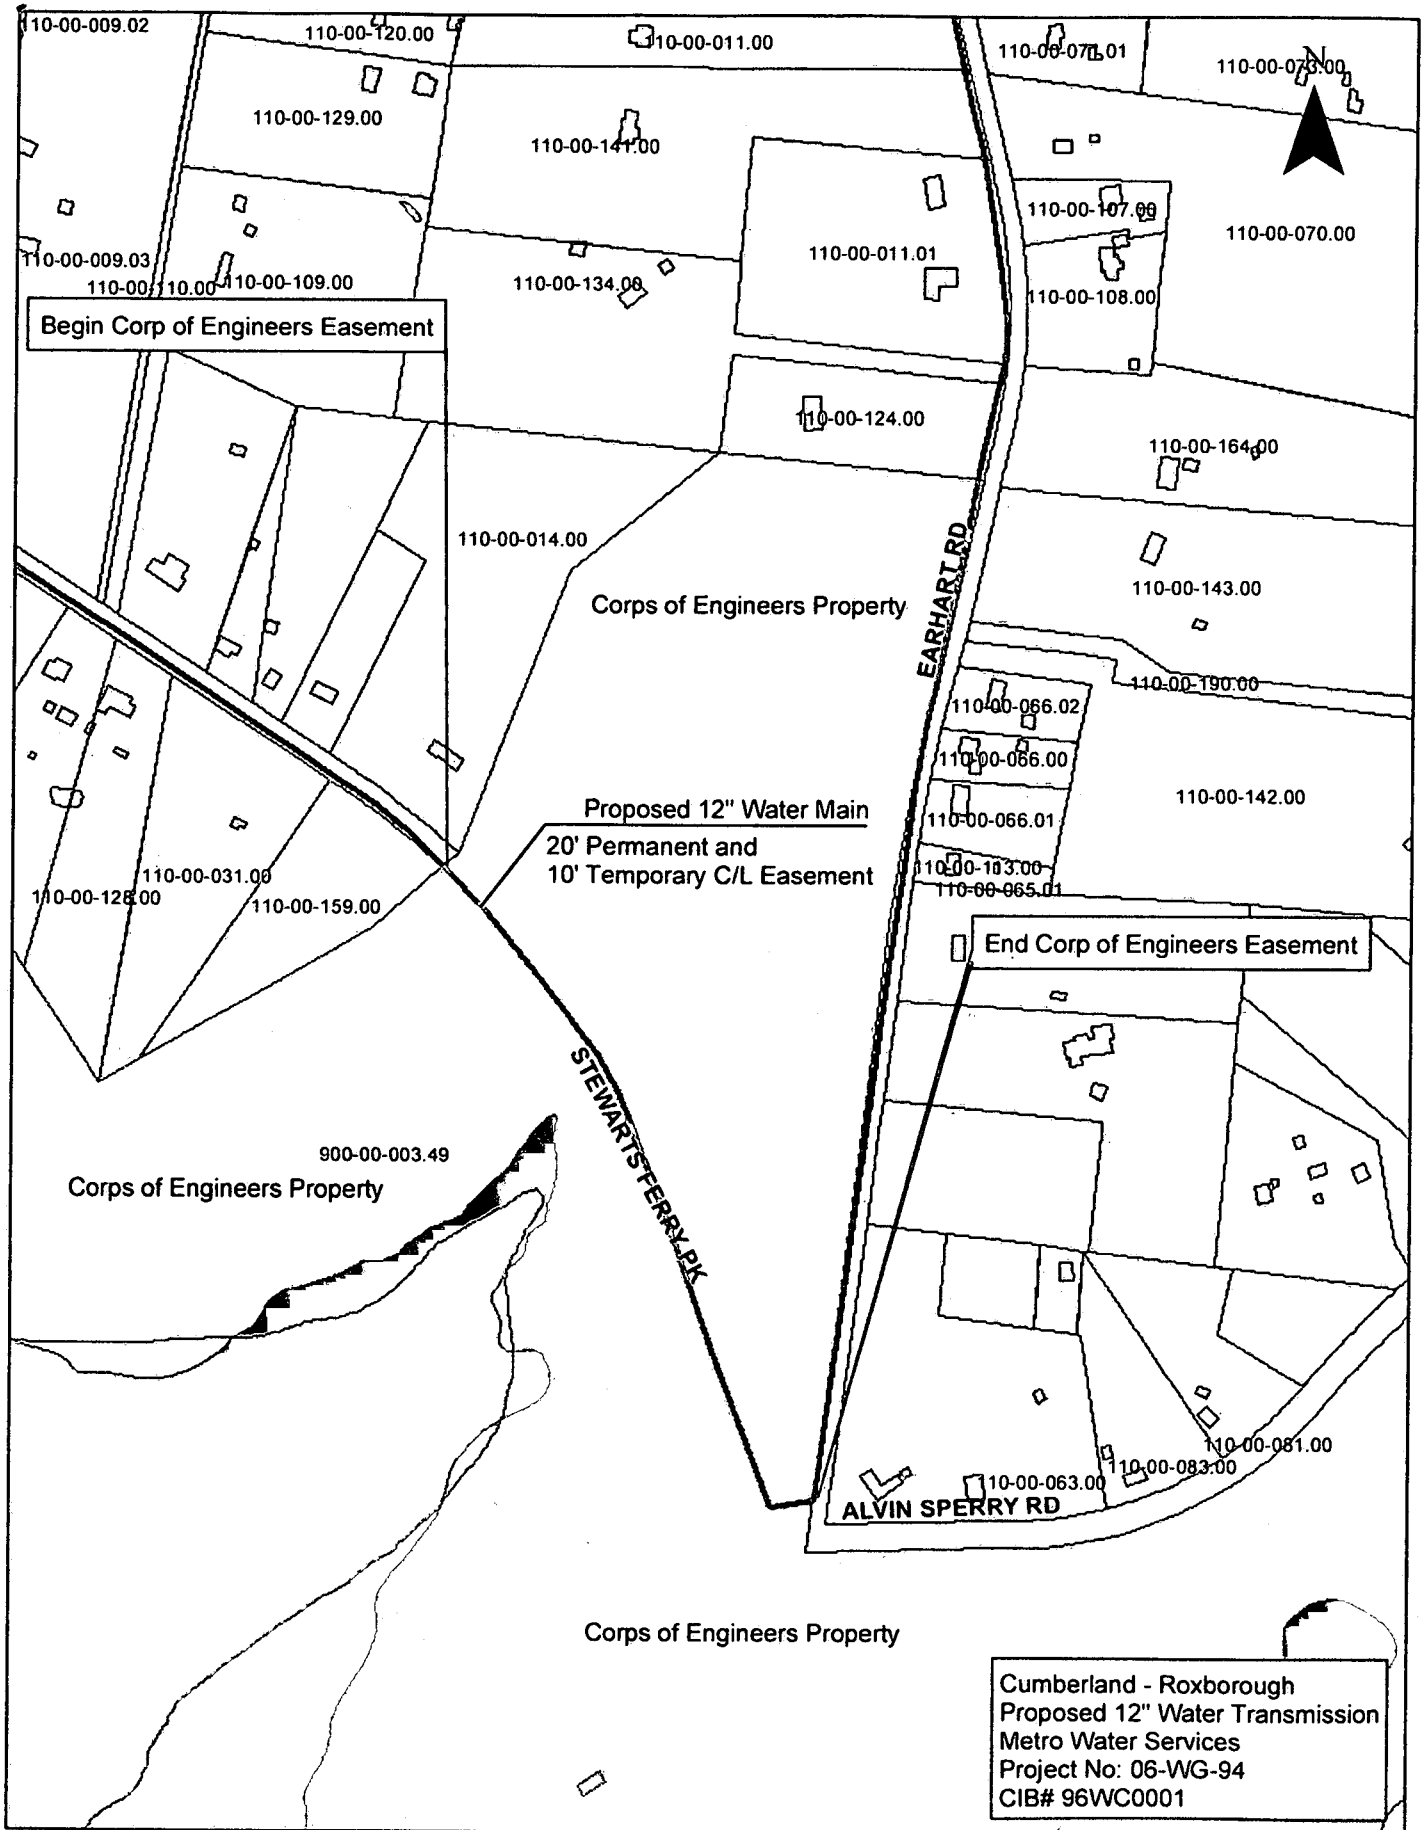 110-00-009.02
110-00-120.00
110-00-011.00
110-00-071.01
110-00-073.00
N
110-00-129.00
110-00-141.00
110-00-107.00
110-00-070.00
110-00-009.03
110-00-110.00
110-00-109.00
110-00-134.00
110-00-011.01
110-00-108.00
Begin Corp of Engineers Easement
110-00-124.00
110-00-164.00
110-00-014.00
Corps of Engineers Property
EARHART RD
110-00-143.00
110-00-190.00
110-00-066.02
110-00-066.00
110-00-142.00
Proposed 12" Water Main
20' Permanent and
10' Temporary C/L Easement
110-00-066.01
110-00-113.00
110-00-065.01
110-00-128.00
110-00-031.00
110-00-159.00
End Corp of Engineers Easement
STEWARTS FERRY PK
900-00-003.49
Corps of Engineers Property
110-00-081.00
110-00-083.00
110-00-063.00
ALVIN SPERRY RD
Corps of Engineers Property
Cumberland - Roxborough
Proposed 12" Water Transmission
Metro Water Services
Project No: 06-WG-94
CIB# 96WC0001